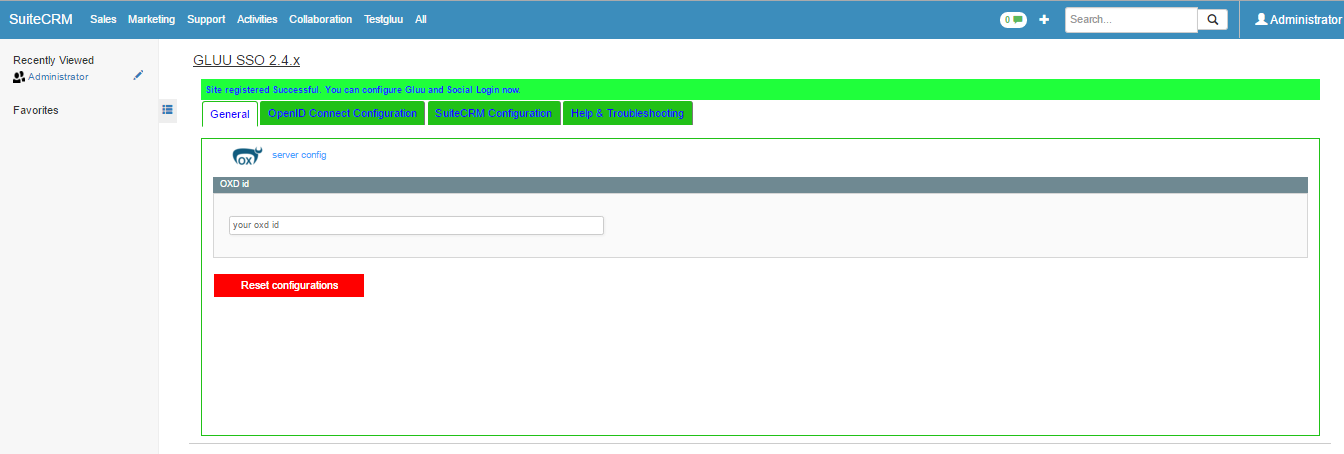 SuiteCRM Sales Marketing Support Activities Collaboration Testgluu All 0 Search... Administrator
Recently Viewed
Administrator
Favorites
GLUU SSO 2.4.x
Site registered Successful. You can configure Gluu and Social Login now.
General OpenID Connect Configuration SuiteCRM Configuration Help & Troubleshooting
OX server config
OXD id
your oxd id
Reset configurations